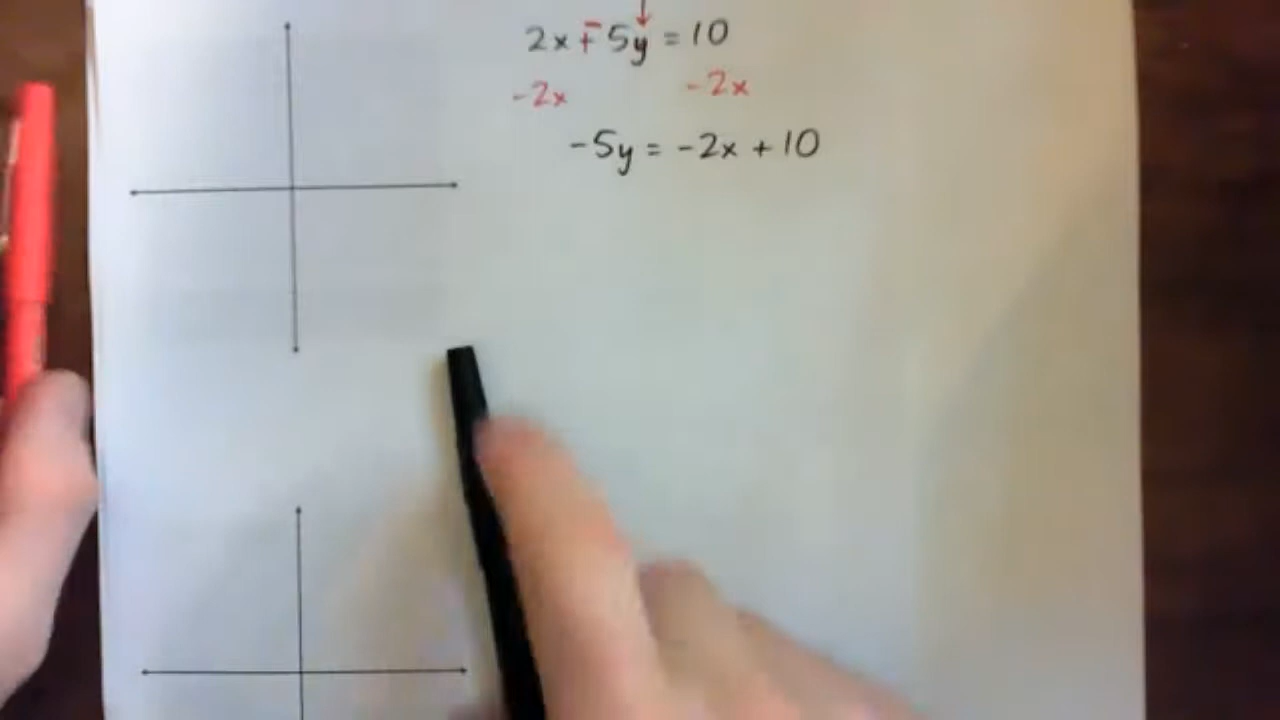 2x + - 5y = 10
-2x -2x
-5y = -2x + 10